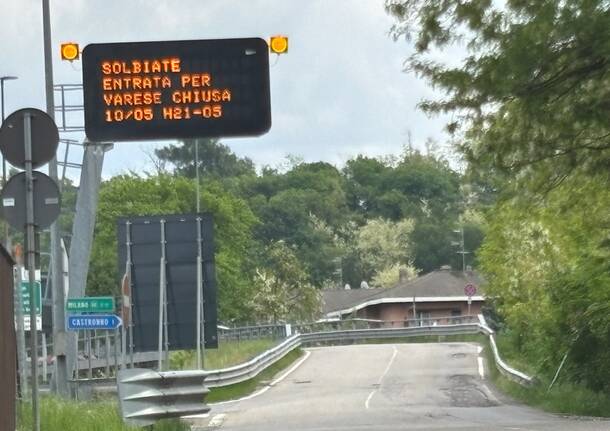 SOLBIATE
ENTRATA PER
VARESE CHIUSA
10/05 H21-05
MILANO
CASTRONNO